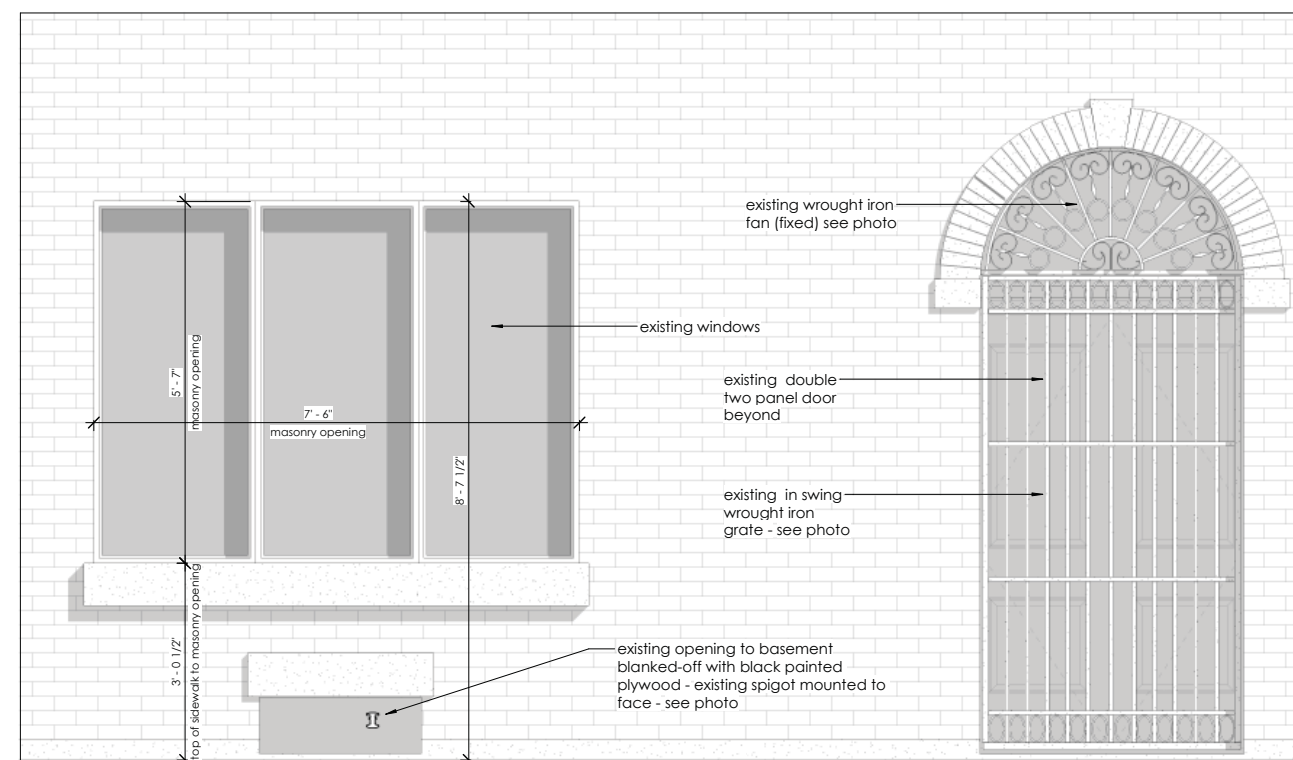 existing wrought iron
fan (fixed) see photo
existing windows
5' - 7"
masonry opening
7' - 6"
masonry opening
existing  double
two panel door
beyond
8' - 7 1/2"
existing  in swing
wrought iron
grate - see photo
3' - 0 1/2"
top of sidewalk to masonry opening
existing opening to basement
blanked-off with black painted
plywood - existing spigot mounted to
face - see photo